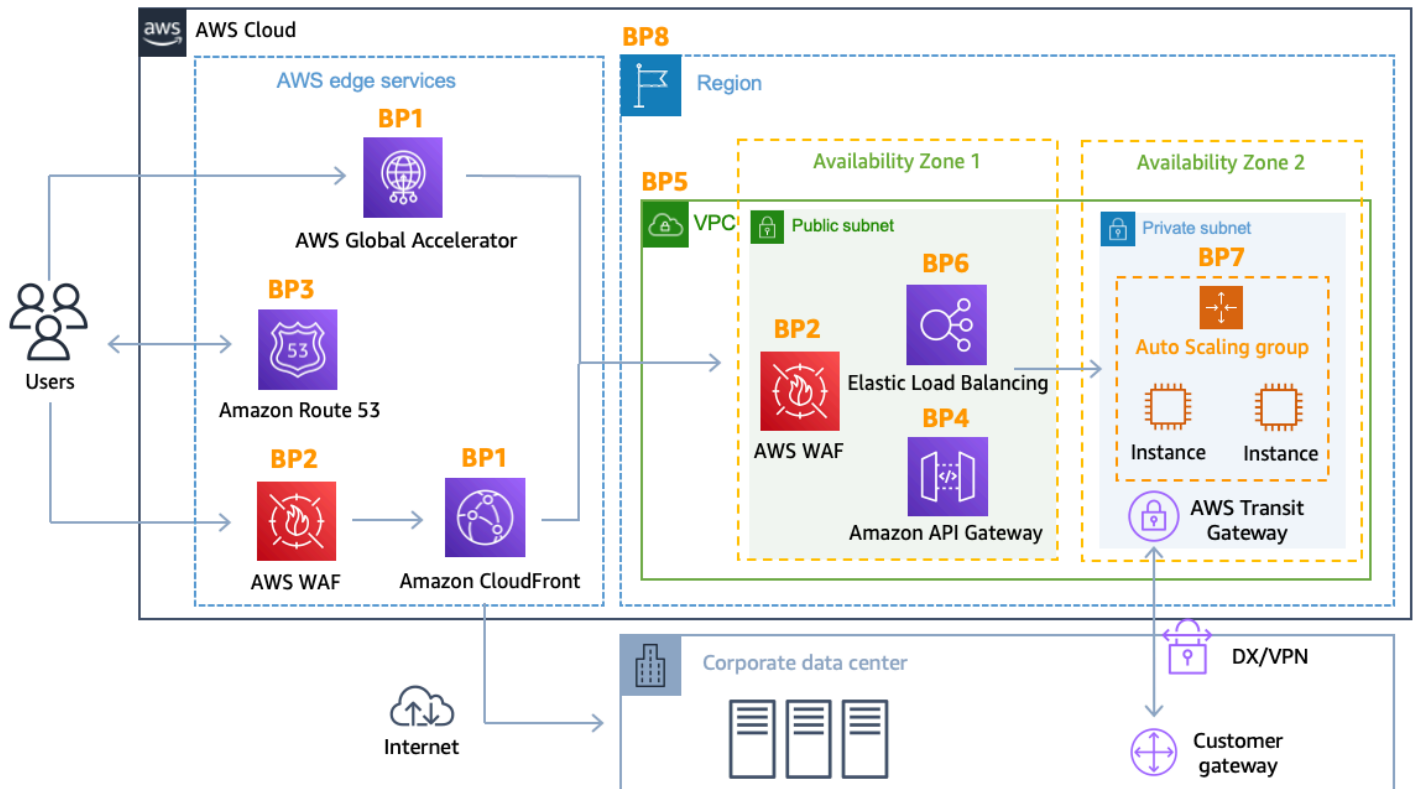 aws
AWS Cloud
BP8
AWS edge services
Region
BP1
AWS Global Accelerator
BP3
53
Amazon Route 53
Users
BP2
AWS WAF
BP1
Amazon CloudFront
Availability Zone 1
Availability Zone 2
BP5
VPC
Public subnet
Private subnet
BP6
Elastic Load Balancing
BP2
AWS WAF
BP4
</>
Amazon API Gateway
BP7
Auto Scaling group
Instance
Instance
AWS Transit
Gateway
Corporate data center
DX/VPN
Internet
Customer
gateway